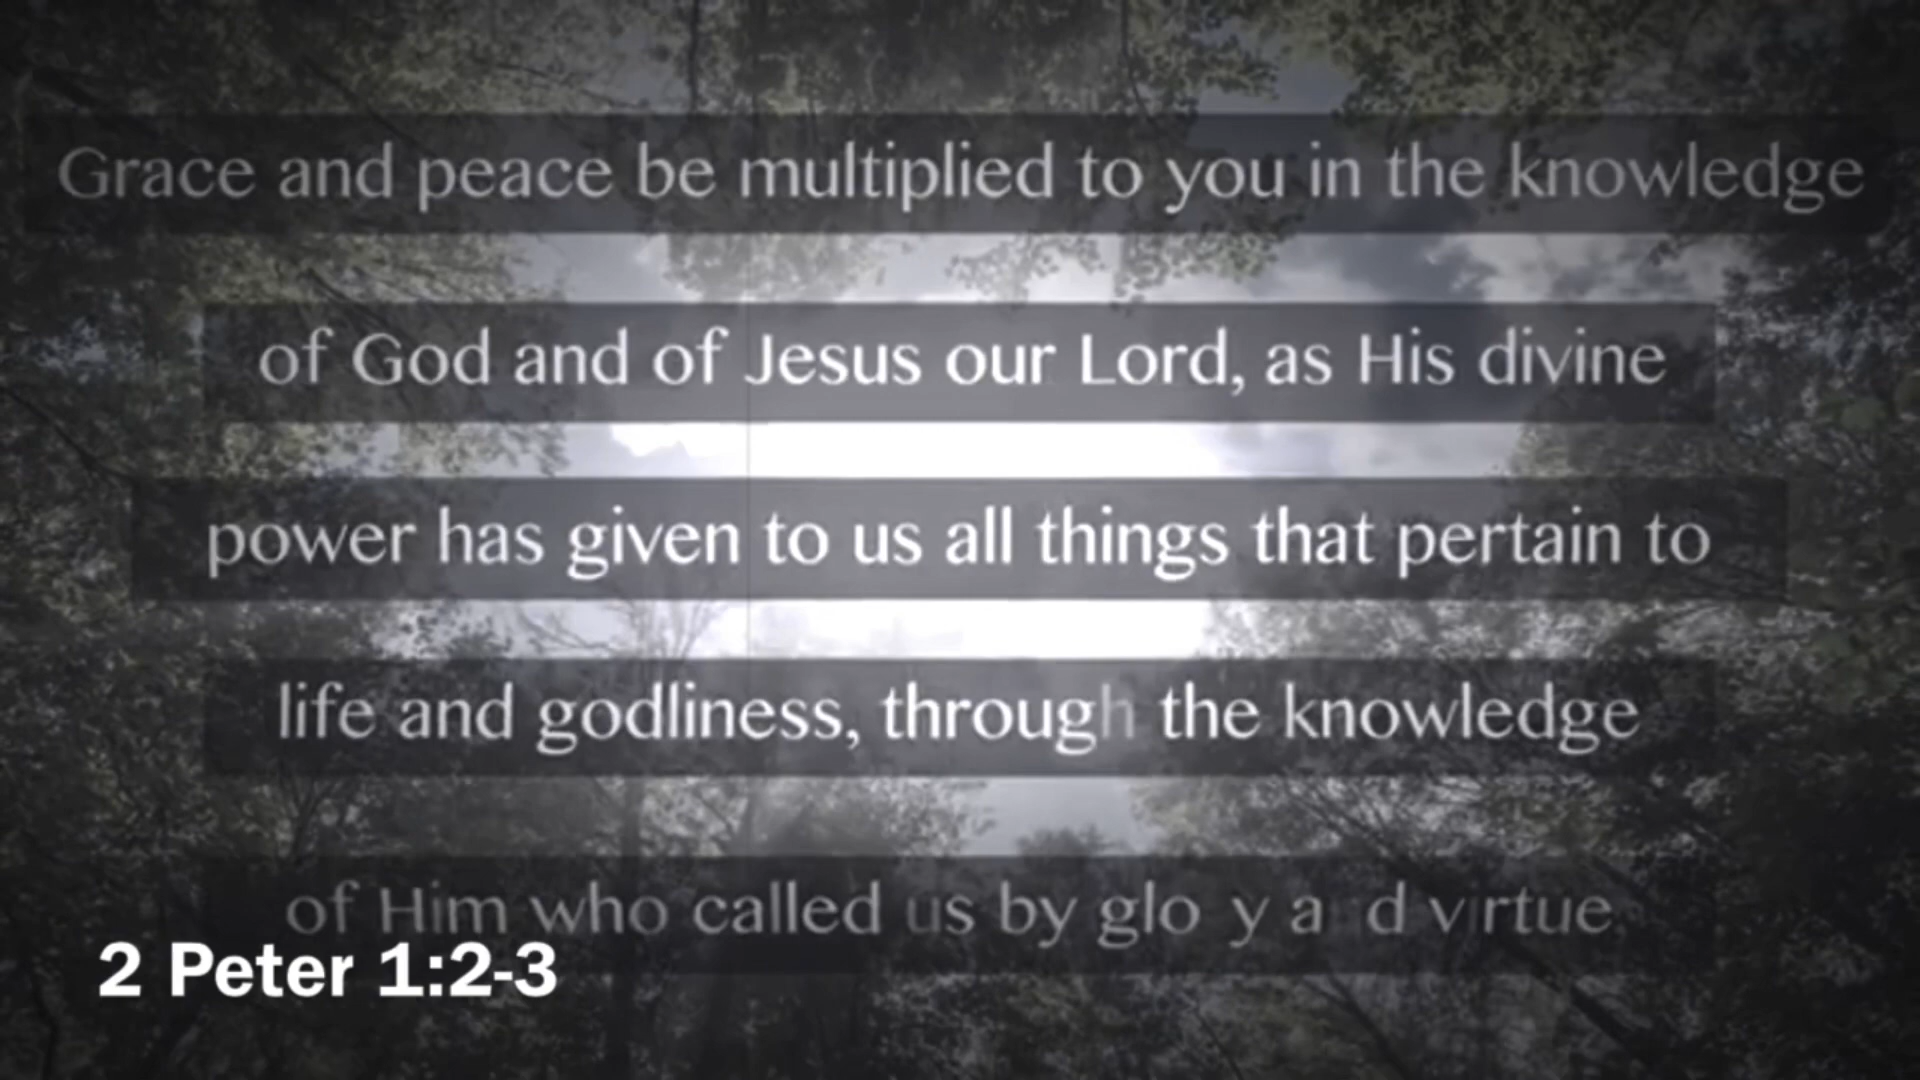 Grace and peace be multiplied to you in the knowledge
of God and of Jesus our Lord, as His divine
power has given to us all things that pertain to
life and godliness, through the knowledge
of Him who called us by glo y a d virtue
2 Peter 1:2-3